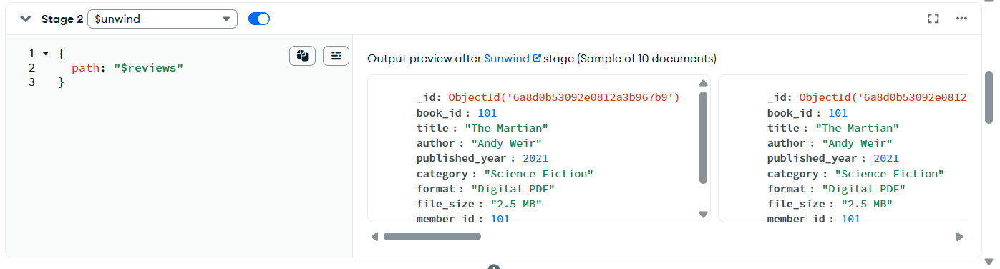 Stage 2 $unwind
1 {
2 path: "$reviews"
3 }
Output preview after $unwind stage (Sample of 10 documents)
_id: ObjectId('6a8d0b53092e0812a3b967b9')
book_id : 101
title : "The Martian"
author : "Andy Weir"
published_year : 2021
category : "Science Fiction"
format : "Digital PDF"
file_size : "2.5 MB"
member_id : 101
_id: ObjectId('6a8d0b53092e0812
book_id : 101
title : "The Martian"
author : "Andy Weir"
published_year : 2021
category : "Science Fiction"
format : "Digital PDF"
file_size : "2.5 MB"
member_id : 101